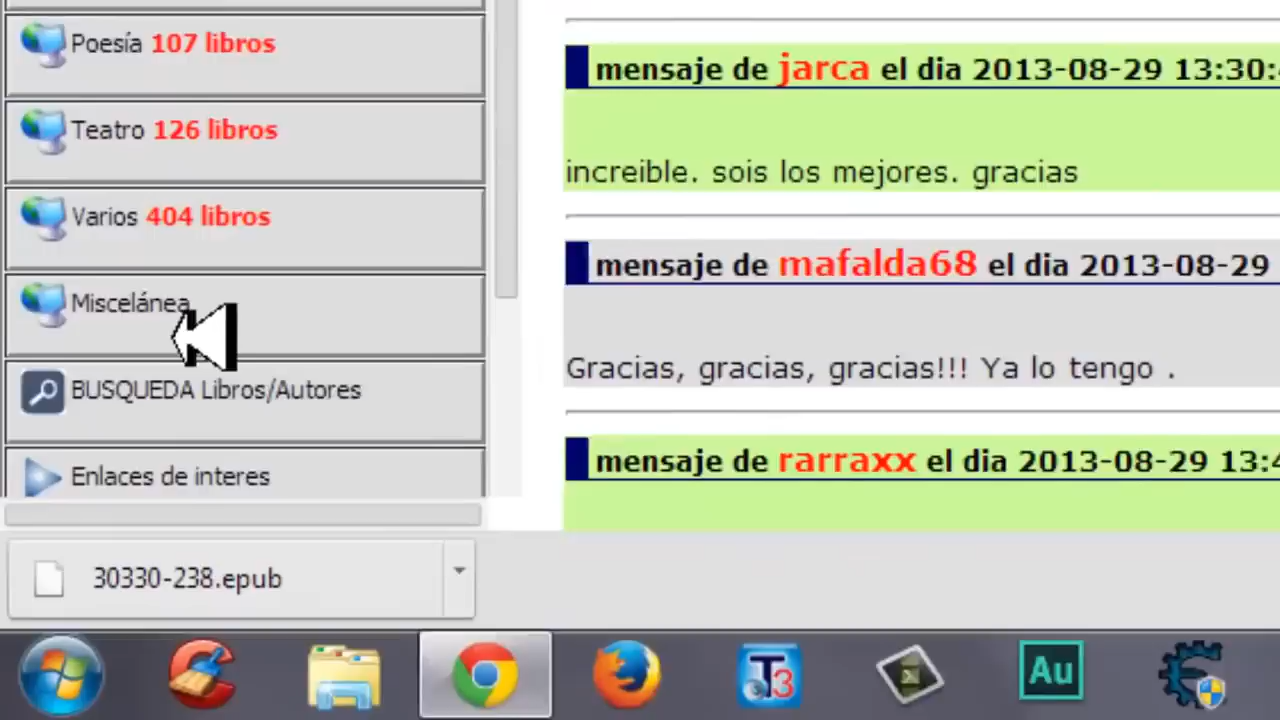 Poesía 107 libros
Teatro 126 libros
Varios 404 libros
Miscelánea
BUSQUEDA Libros/Autores
Enlaces de interes
mensaje de jarca el dia 2013-08-29 13:30:
increible. sois los mejores. gracias
mensaje de mafalda68 el dia 2013-08-29
Gracias, gracias, gracias!!! Ya lo tengo .
mensaje de rarraxx el dia 2013-08-29 13:4
30330-238.epub
T3
Au